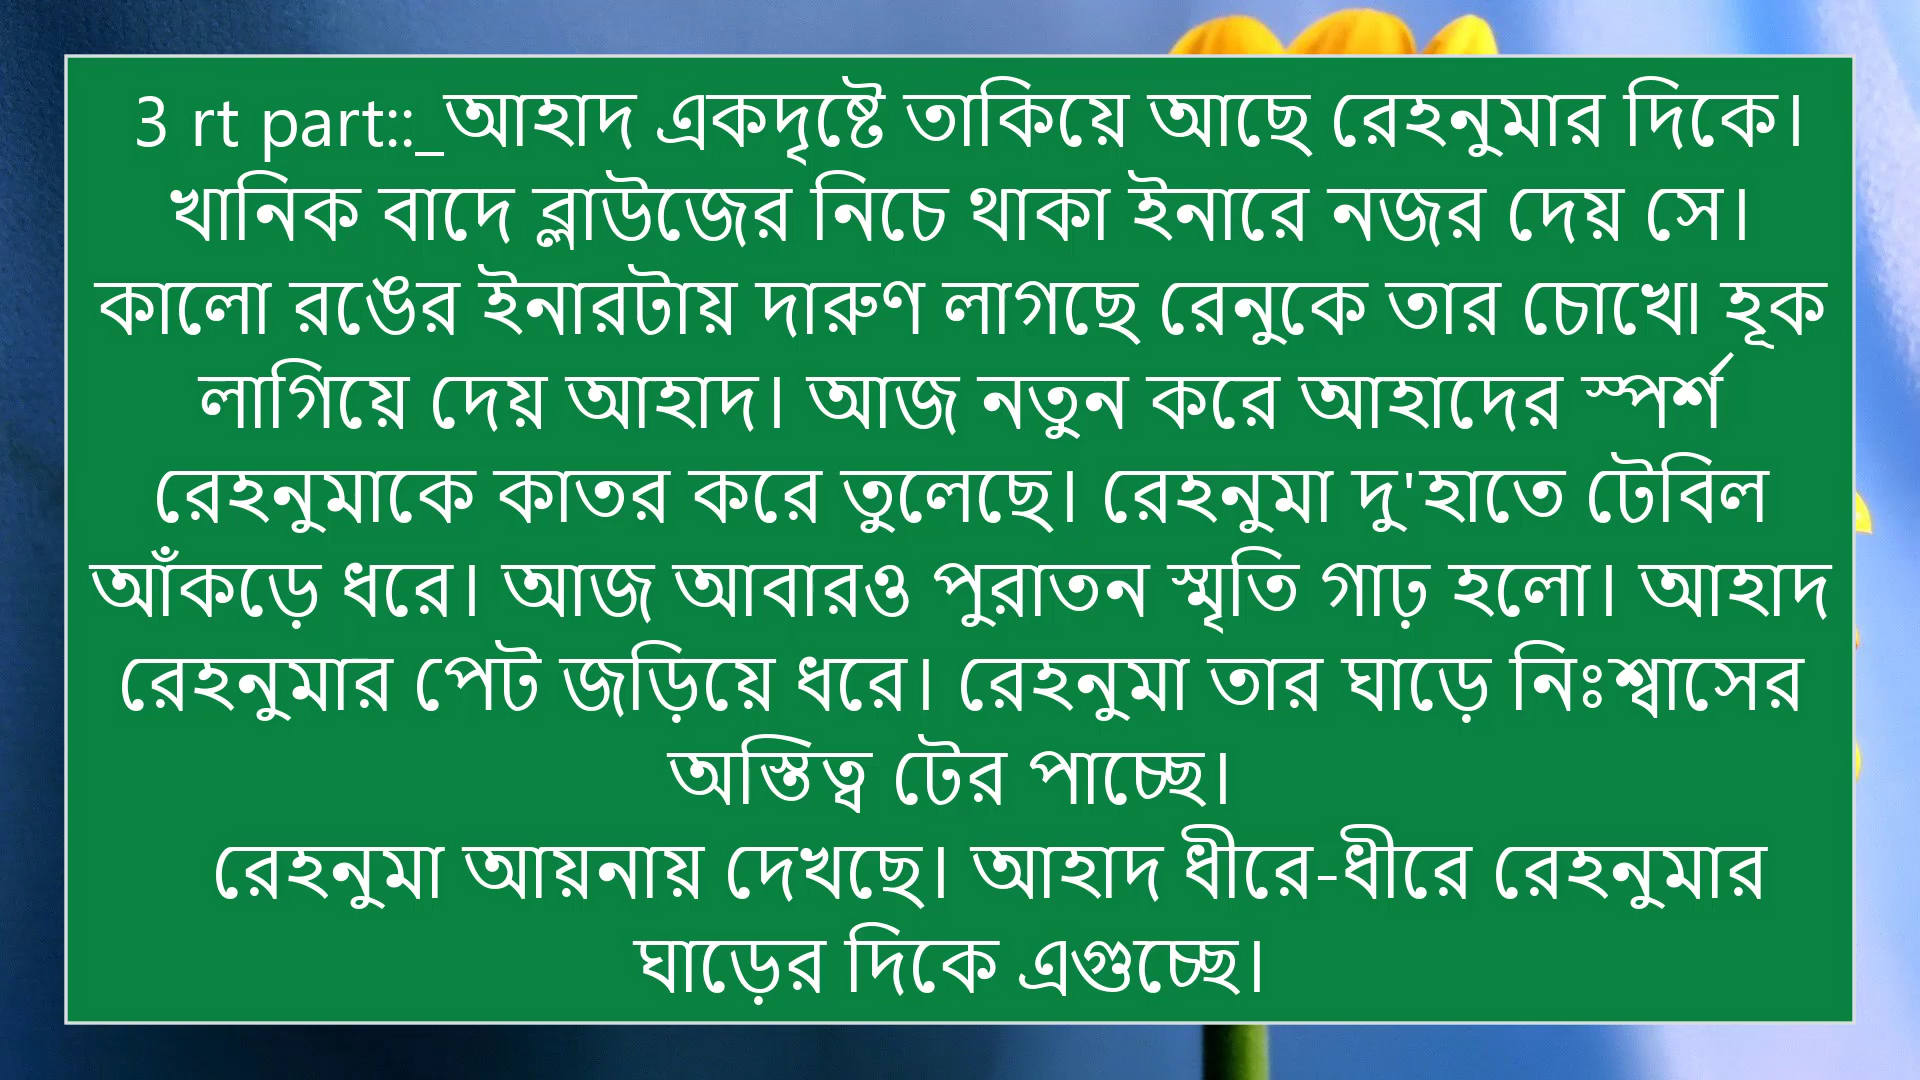 3 rt part::_আহাদ একদৃষ্টে তাকিয়ে আছে রেহনুমার দিকে।
খানিক বাদে ব্লাউজের নিচে থাকা ইনারে নজর দেয় সে।
কালো রঙের ইনারটায় দারুণ লাগছে রেনুকে তার চোখে৷ হূক
লাগিয়ে দেয় আহাদ। আজ নতুন করে আহাদের স্পর্শ
রেহনুমাকে কাতর করে তুলেছে। রেহনুমা দু'হাতে টেবিল
আঁকড়ে ধরে। আজ আবারও পুরাতন স্মৃতি গাঢ় হলো। আহাদ
রেহনুমার পেট জড়িয়ে ধরে। রেহনুমা তার ঘাড়ে নিঃশ্বাসের
অস্তিত্ব টের পাচ্ছে।
রেহনুমা আয়নায় দেখছে। আহাদ ধীরে-ধীরে রেহনুমার
ঘাড়ের দিকে এগুচ্ছে।